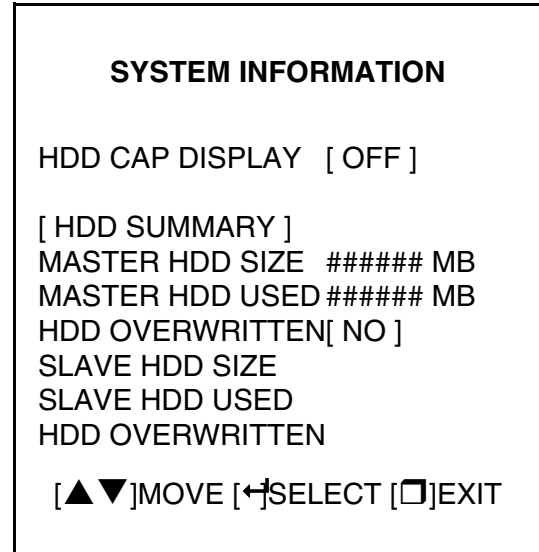 SYSTEM INFORMATION
HDD CAP DISPLAY [ OFF ]
[ HDD SUMMARY ]
MASTER HDD SIZE ###### MB
MASTER HDD USED ###### MB
HDD OVERWRITTEN[ NO ]
SLAVE HDD SIZE
SLAVE HDD USED
HDD OVERWRITTEN
[▲▼]MOVE [↵]SELECT [❐]EXIT